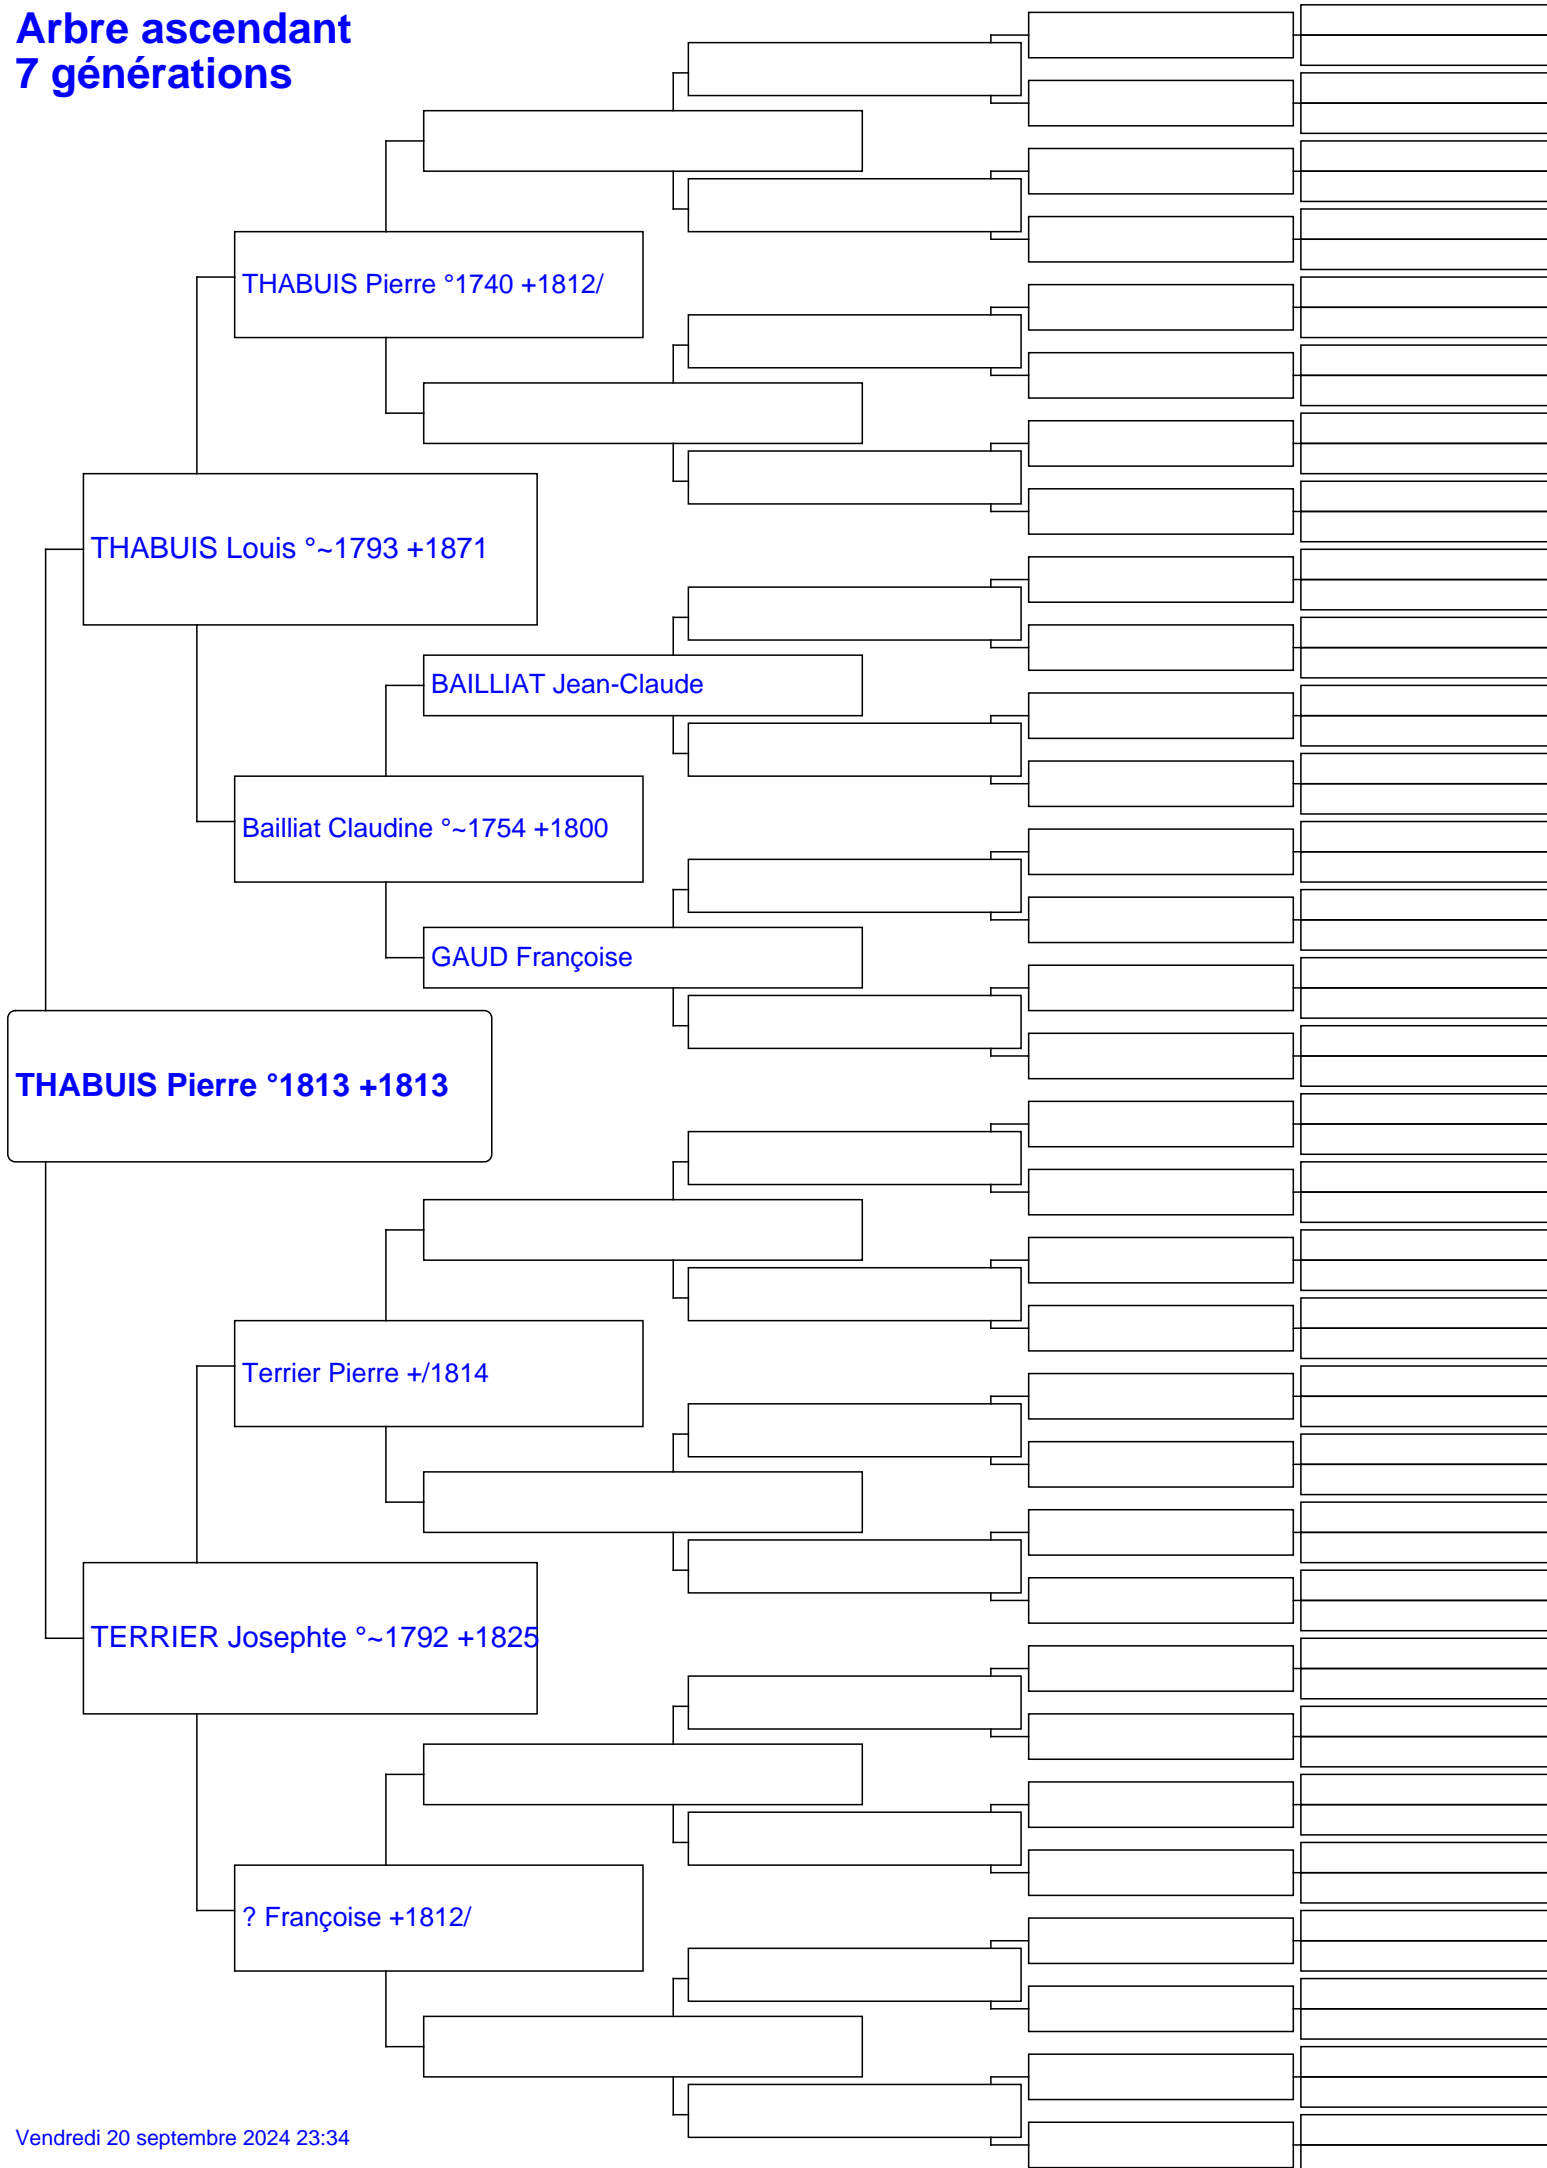 Arbre ascendant
7 générations
THABUIS Pierre °1740 +1812/
THABUIS Louis °~1793 +1871
BAILLIAT Jean-Claude
Bailliat Claudine °~1754 +1800
GAUD Françoise
THABUIS Pierre °1813 +1813
Terrier Pierre +/1814
TERRIER Josephte °~1792 +1825
? Françoise +1812/
Vendredi 20 septembre 2024 23:34